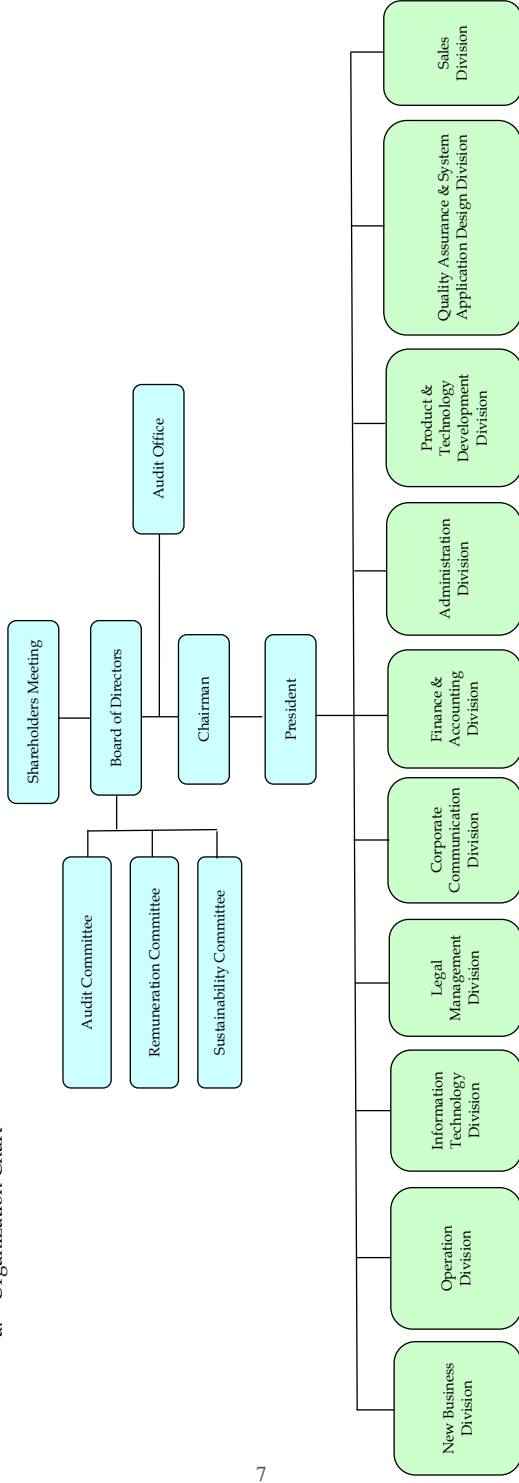 a. Organization Chart
Shareholders Meeting
Board of Directors
Audit Office
Chairman
President
Audit Committee
Remuneration Committee
Sustainability Committee
New Business
Division
Operation
Division
Information
Technology
Division
Legal
Management
Division
Corporate
Communication
Division
Finance &
Accounting
Division
Administration
Division
Product &
Technology
Development
Division
Quality Assurance & System
Application Design Division
Sales
Division
7